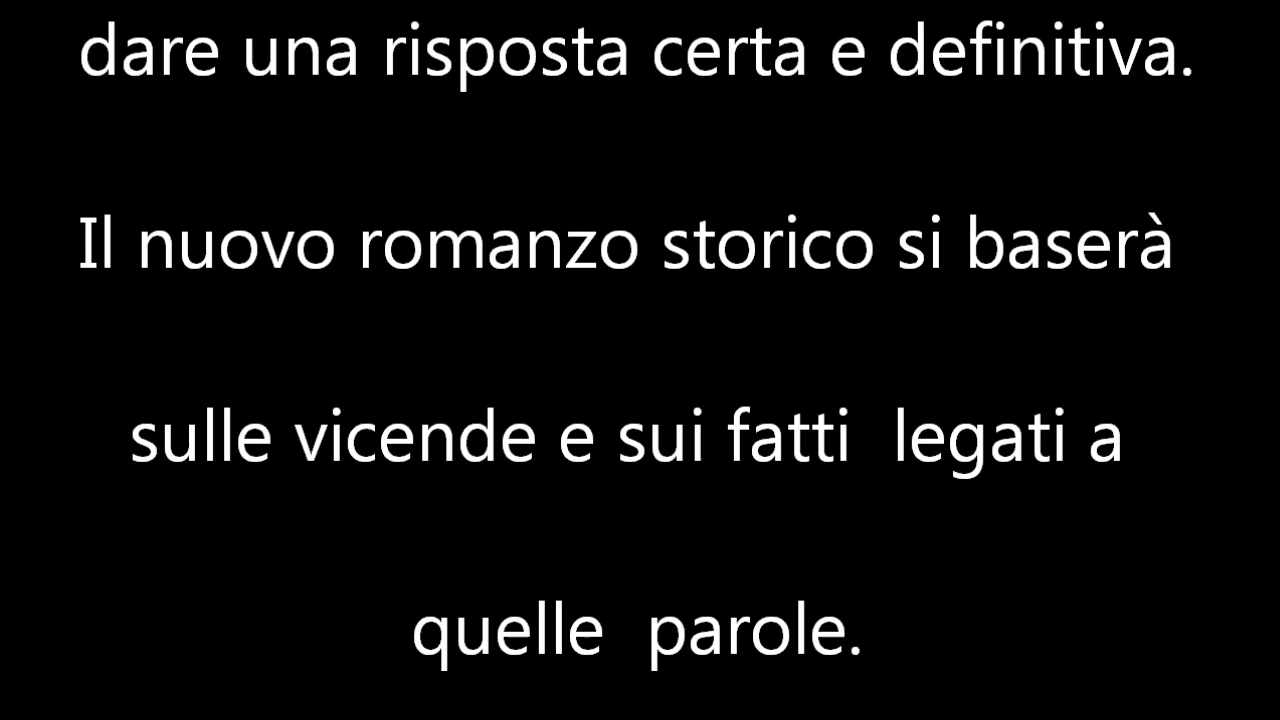 dare una risposta certa e definitiva.
Il nuovo romanzo storico si baserà
sulle vicende e sui fatti  legati a
quelle  parole.